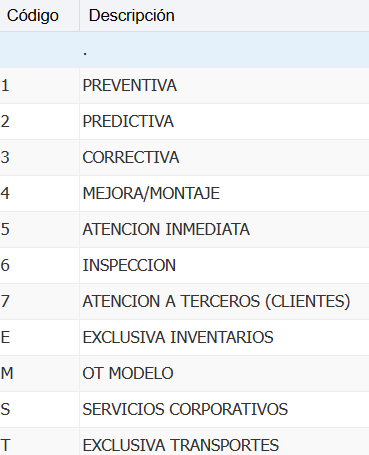 Código Descripción
.
1 PREVENTIVA
2 PREDICTIVA
3 CORRECTIVA
4 MEJORA/MONTAJE
5 ATENCION INMEDIATA
6 INSPECCION
7 ATENCION A TERCEROS (CLIENTES)
E EXCLUSIVA INVENTARIOS
M OT MODELO
S SERVICIOS CORPORATIVOS
T EXCLUSIVA TRANSPORTES